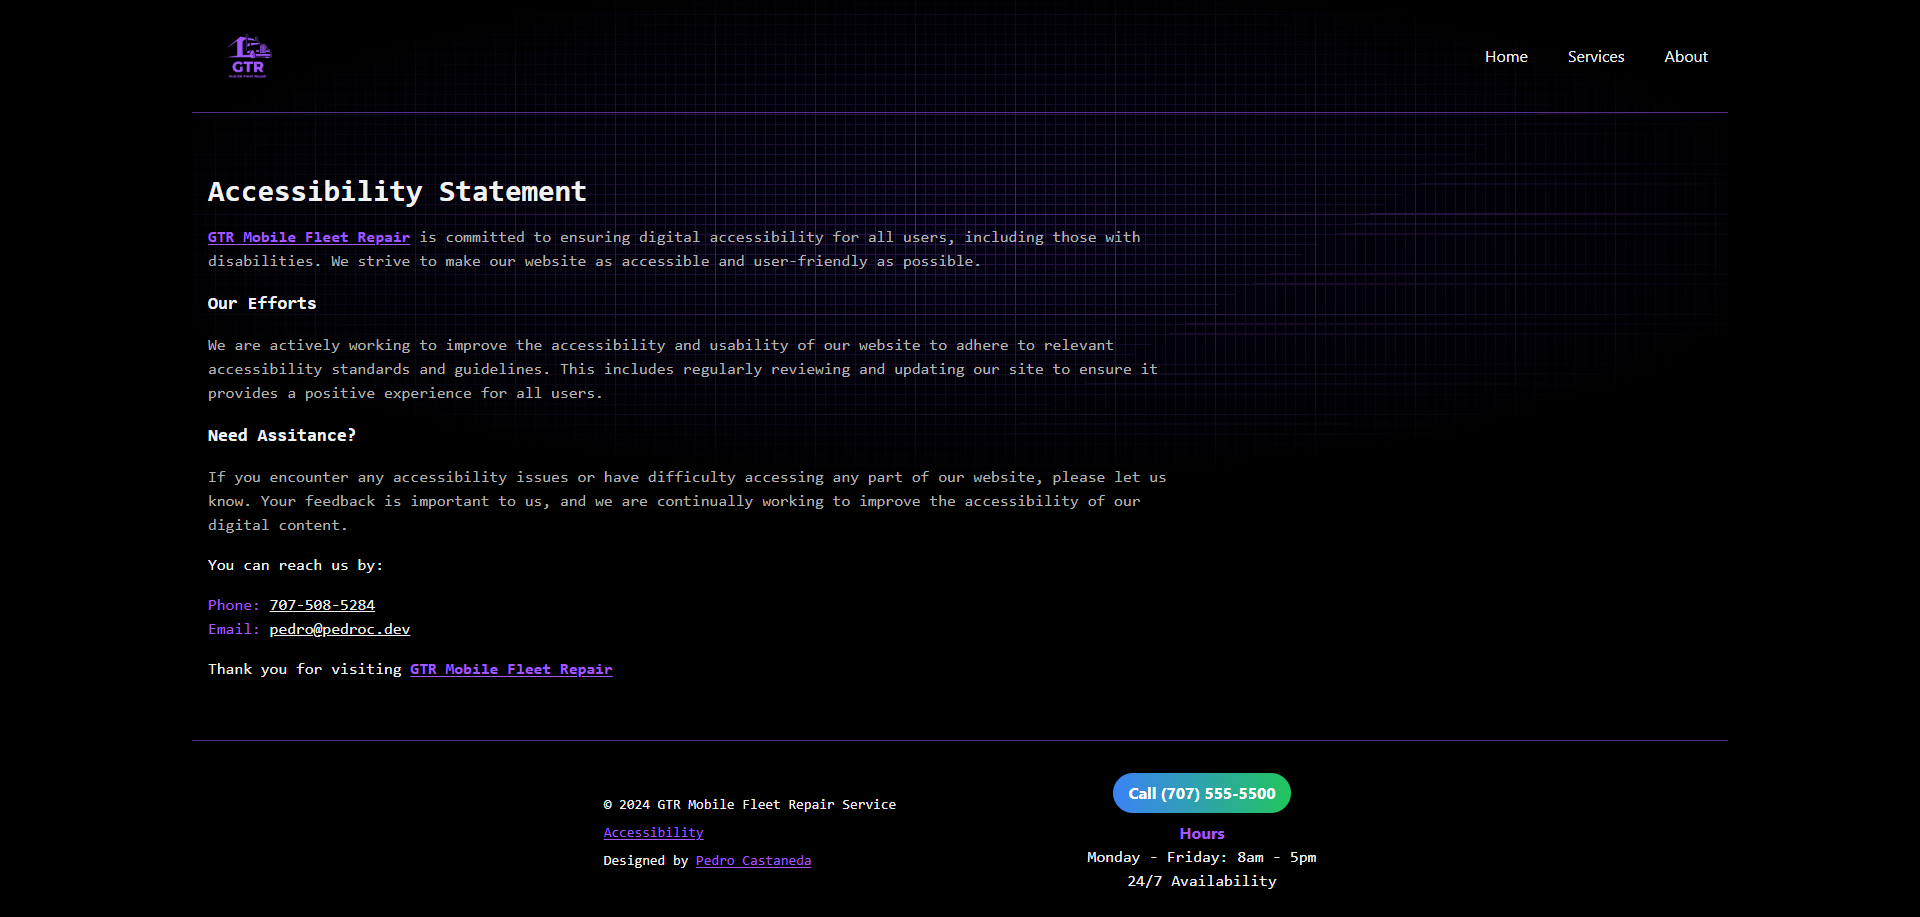 GTR
Home Services About
Accessibility Statement
GTR Mobile Fleet Repair is committed to ensuring digital accessibility for all users, including those with
disabilities. We strive to make our website as accessible and user-friendly as possible.
Our Efforts
We are actively working to improve the accessibility and usability of our website to adhere to relevant
accessibility standards and guidelines. This includes regularly reviewing and updating our site to ensure it
provides a positive experience for all users.
Need Assitance?
If you encounter any accessibility issues or have difficulty accessing any part of our website, please let us
know. Your feedback is important to us, and we are continually working to improve the accessibility of our
digital content.
You can reach us by:
Phone: 707-508-5284
Email: pedro@pedroc.dev
Thank you for visiting GTR Mobile Fleet Repair
© 2024 GTR Mobile Fleet Repair Service
Accessibility
Designed by Pedro Castaneda
Call (707) 555-5500
Hours
Monday - Friday: 8am - 5pm
24/7 Availability